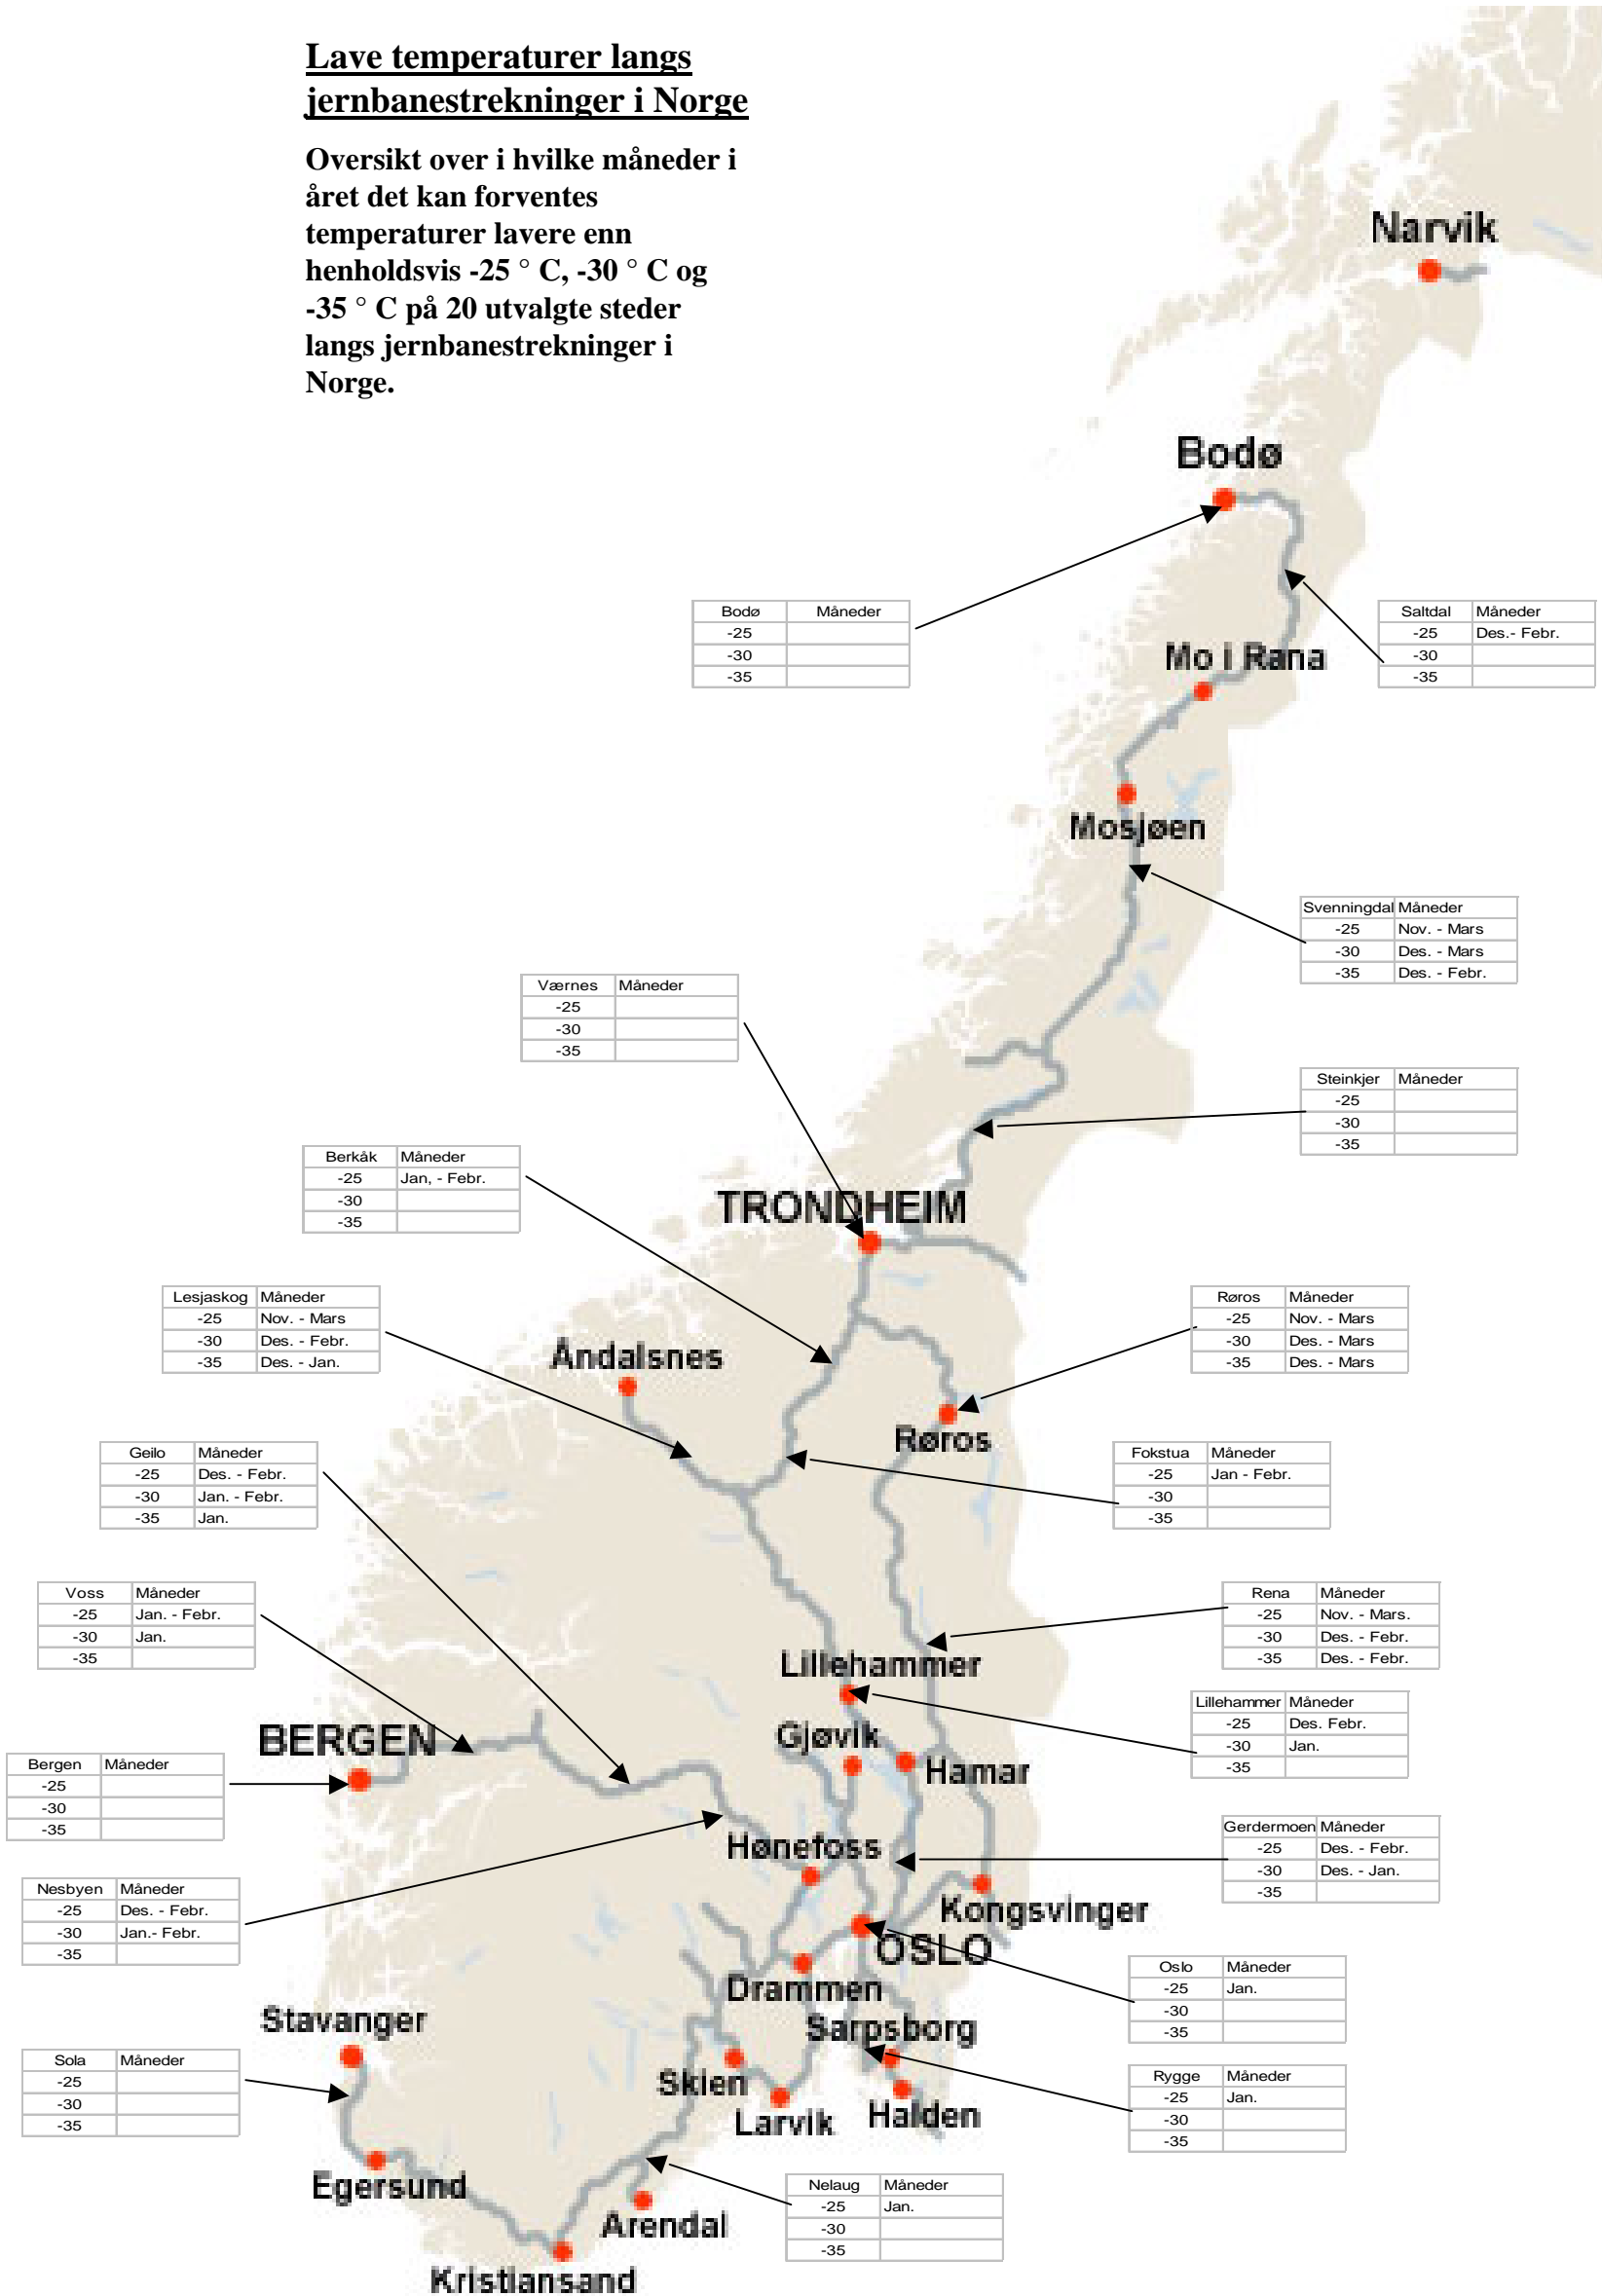 Lave temperaturer langs
jernbanestrekninger i Norge
Oversikt over i hvilke måneder i
året det kan forventes
temperaturer lavere enn
henholdsvis -25 ° C, -30 ° C og
-35 ° C på 20 utvalgte steder
langs jernbanestrekninger i
Norge.
Narvik
Bodø
Bodø Måneder
-25
-30
-35
Saltdal Måneder
-25 Des.- Febr.
-30
-35
Mo i Rana
Mosjøen
Svenningdal Måneder
-25 Nov. - Mars
-30 Des. - Mars
-35 Des. - Febr.
Værnes Måneder
-25
-30
-35
Steinkjer Måneder
-25
-30
-35
Berkåk Måneder
-25 Jan, - Febr.
-30
-35
TRONDHEIM
Lesjaskog Måneder
-25 Nov. - Mars
-30 Des. - Febr.
-35 Des. - Jan.
Røros Måneder
-25 Nov. - Mars
-30 Des. - Mars
-35 Des. - Mars
Åndalsnes
Røros
Geilo Måneder
-25 Des. - Febr.
-30 Jan. - Febr.
-35 Jan.
Fokstua Måneder
-25 Jan - Febr.
-30
-35
Voss Måneder
-25 Jan. - Febr.
-30 Jan.
-35
Rena Måneder
-25 Nov. - Mars.
-30 Des. - Febr.
-35 Des. - Febr.
Lillehammer
Lillehammer Måneder
-25 Des. Febr.
-30 Jan.
-35
BERGEN
Gjøvik
Hamar
Bergen Måneder
-25
-30
-35
Gerdermoen Måneder
-25 Des. - Febr.
-30 Des. - Jan.
-35
Hønefoss
Nesbyen Måneder
-25 Des. - Febr.
-30 Jan.- Febr.
-35
Kongsvinger
OSLO
Oslo Måneder
-25 Jan.
-30
-35
Drammen
Stavanger
Sarpsborg
Sola Måneder
-25
-30
-35
Rygge Måneder
-25 Jan.
-30
-35
Skien
Larvik
Halden
Egersund
Nelaug Måneder
-25 Jan.
-30
-35
Arendal
Kristiansand